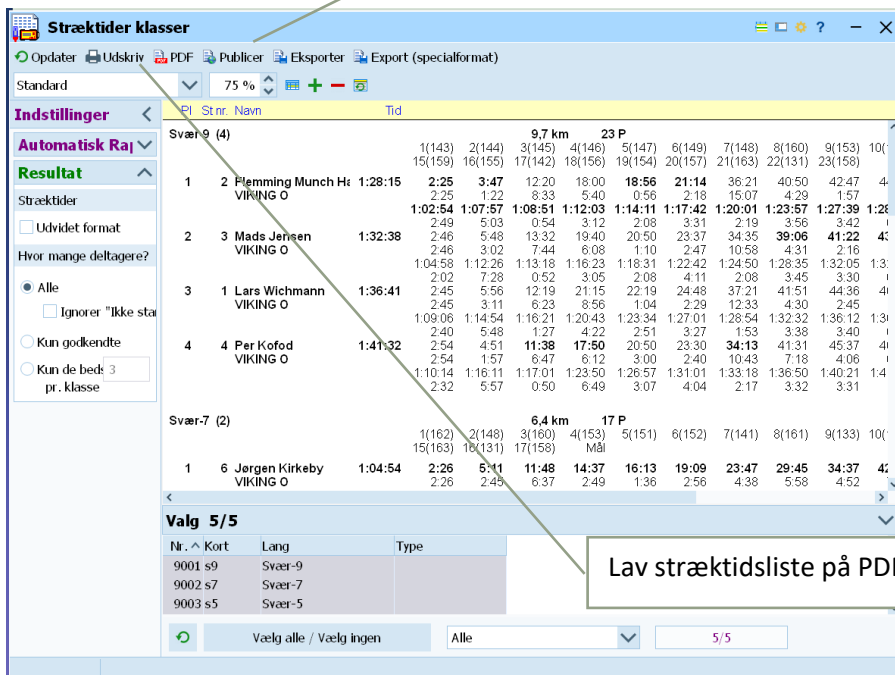 Stræktider klasser
? − ×
Opdater Udskriv PDF Publicer Eksporter Export (specialformat)
Standard 75 %
Indstillinger
Pl St nr. Navn Tid
Automatisk Ra
Resultat
Stræktider
Udvidet format
Hvor mange deltagere?
Alle
Ignorer "Ikke sta
Kun godkendte
Kun de beds 3
pr. klasse
Svær 9 (4) 9,7 km 23 P
1(143) 2(144) 3(145) 4(146) 5(147) 6(149) 7(148) 8(160) 9(153) 10(
15(159) 16(155) 17(142) 18(156) 19(154) 20(157) 21(163) 22(131) 23(158)
1 2 Flemming Munch Ha 1:28:15 2:25 3:47 12:20 18:00 18:56 21:14 36:21 40:50 42:47 4
VIKING O 2:25 1:22 8:33 5:40 0:56 2:18 15:07 4:29 1:57
1:02:54 1:07:57 1:08:51 1:12:03 1:14:11 1:17:42 1:20:01 1:23:57 1:27:39 1:28
2:49 5:03 0:54 3:12 2:08 3:31 2:19 3:56 3:42
2 3 Mads Jensen 1:32:38 2:46 5:48 13:32 19:40 20:50 23:37 34:35 39:06 41:22 43
VIKING O 2:46 3:02 7:44 6:08 1:10 2:47 10:58 4:31 2:16
1:04:58 1:12:26 1:13:18 1:16:23 1:18:31 1:22:42 1:24:50 1:28:35 1:32:05 1:3
2:02 7:28 0:52 3:05 2:08 4:11 2:08 3:45 3:30
3 1 Lars Wichmann 1:36:41 2:45 5:56 12:19 21:15 22:19 24:48 37:21 41:51 44:36 4
VIKING O 2:45 3:11 6:23 8:56 1:04 2:29 12:33 4:30 2:45
1:09:06 1:14:54 1:16:21 1:20:43 1:23:34 1:27:01 1:28:54 1:32:32 1:36:12 1:3
2:40 5:48 1:27 4:22 2:51 3:27 1:53 3:38 3:40
4 4 Per Kofod 1:41:32 2:54 4:51 11:38 17:50 20:50 23:30 34:13 41:31 45:37 4
VIKING O 2:54 1:57 6:47 6:12 3:00 2:40 10:43 7:18 4:06
1:10:14 1:16:11 1:17:01 1:23:50 1:26:57 1:31:01 1:33:18 1:36:50 1:40:21 1:4
2:32 5:57 0:50 6:49 3:07 4:04 2:17 3:32 3:31
Svær-7 (2) 6,4 km 17 P
1(162) 2(148) 3(160) 4(153) 5(151) 6(152) 7(141) 8(161) 9(133) 10(
15(163) 16(131) 17(158) Mål
1 6 Jørgen Kirkeby 1:04:54 2:26 5:11 11:48 14:37 16:13 19:09 23:47 29:45 34:37 42
VIKING O 2:26 2:45 6:37 2:49 1:36 2:56 4:38 5:58 4:52
Valg 5/5
Nr. Kort Lang Type
9001 s9 Svær-9
9002 s7 Svær-7
9003 s5 Svær-5
Lav stræktidsliste på PD
Vælg alle / Vælg ingen Alle 5/5